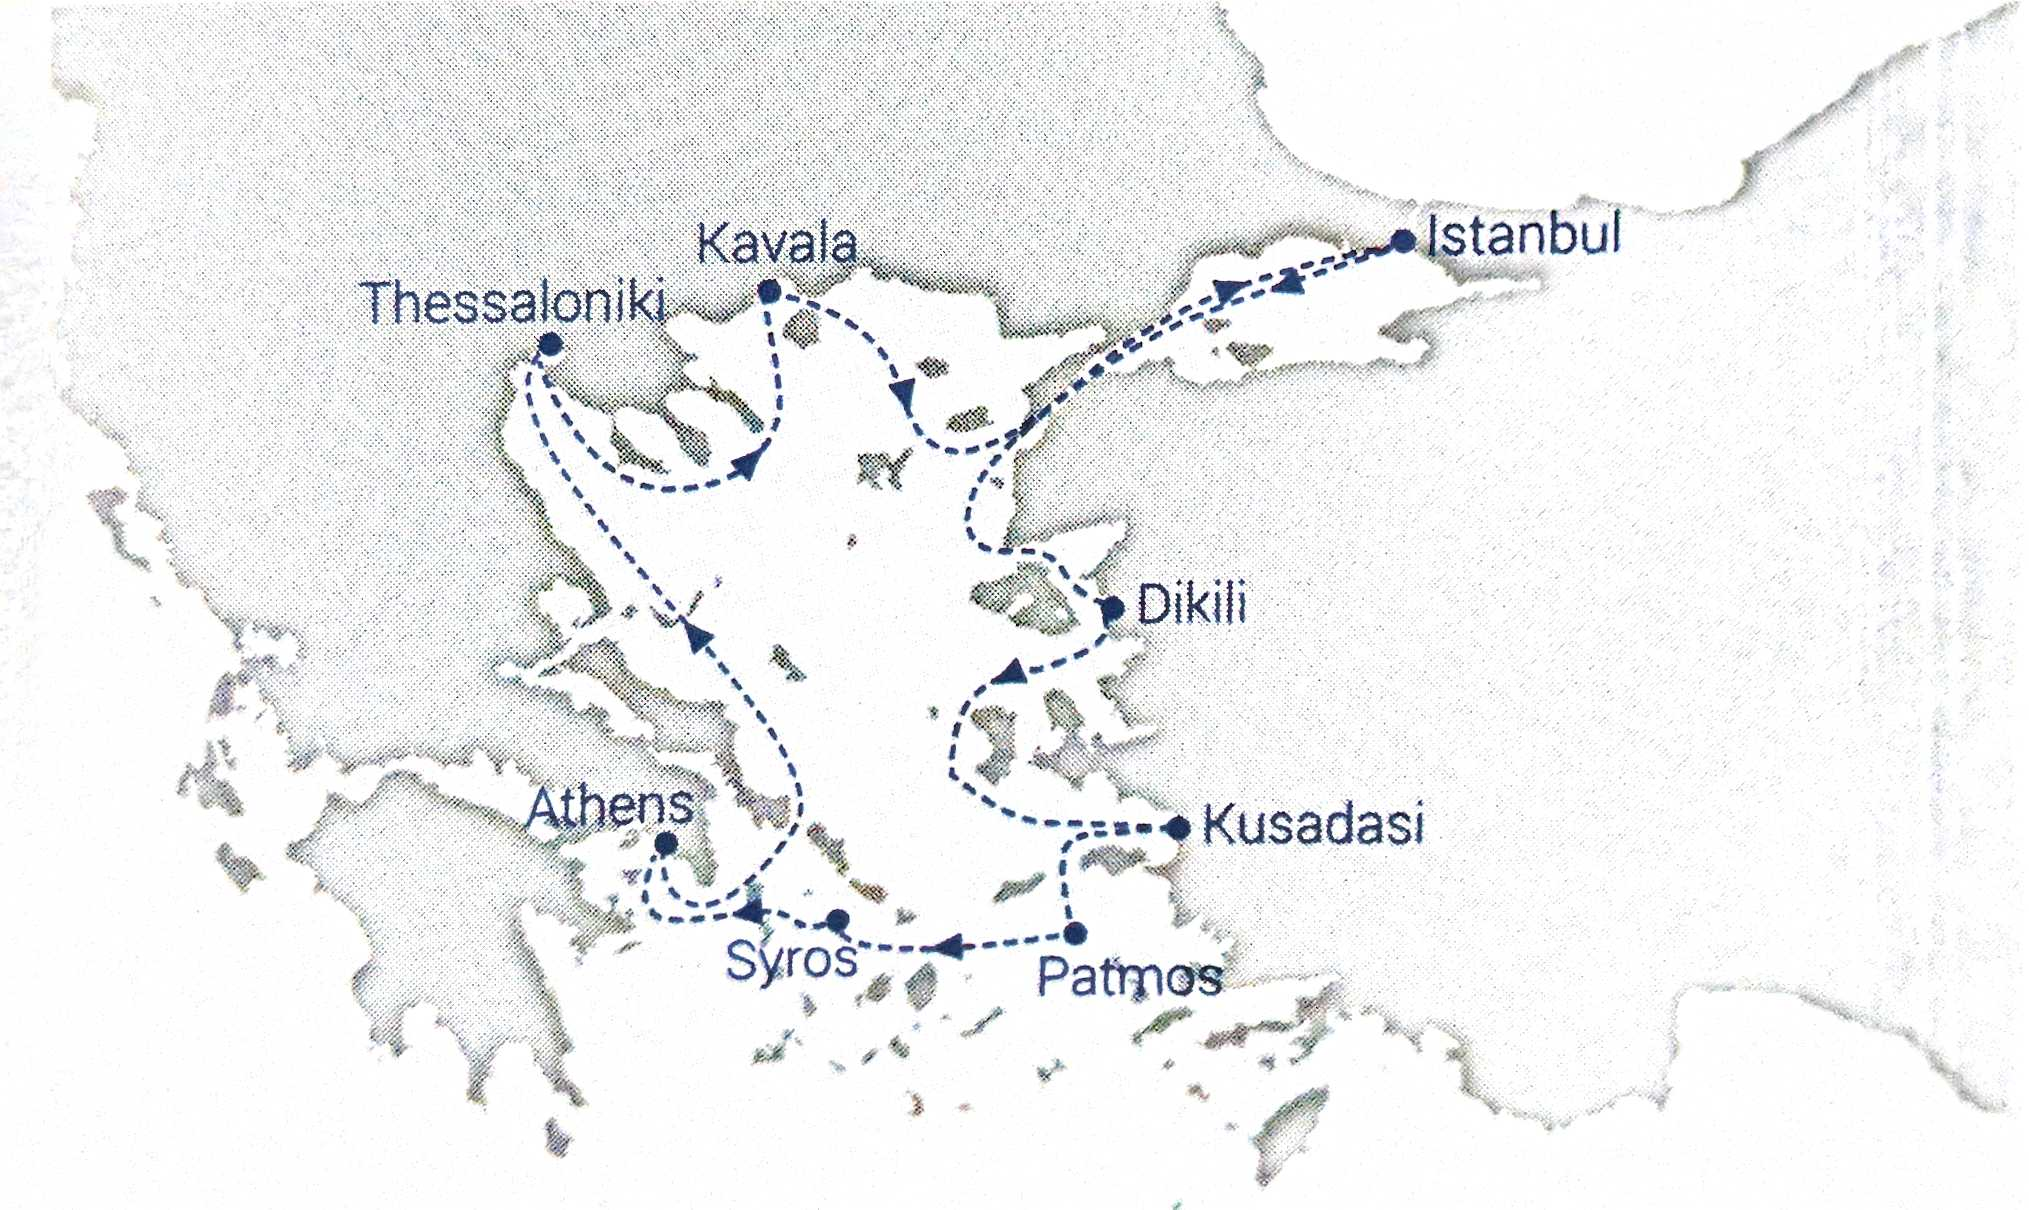 Kavala
Istanbul
Thessaloniki
Dikili
Athens
Kusadasi
Syros
Patmos